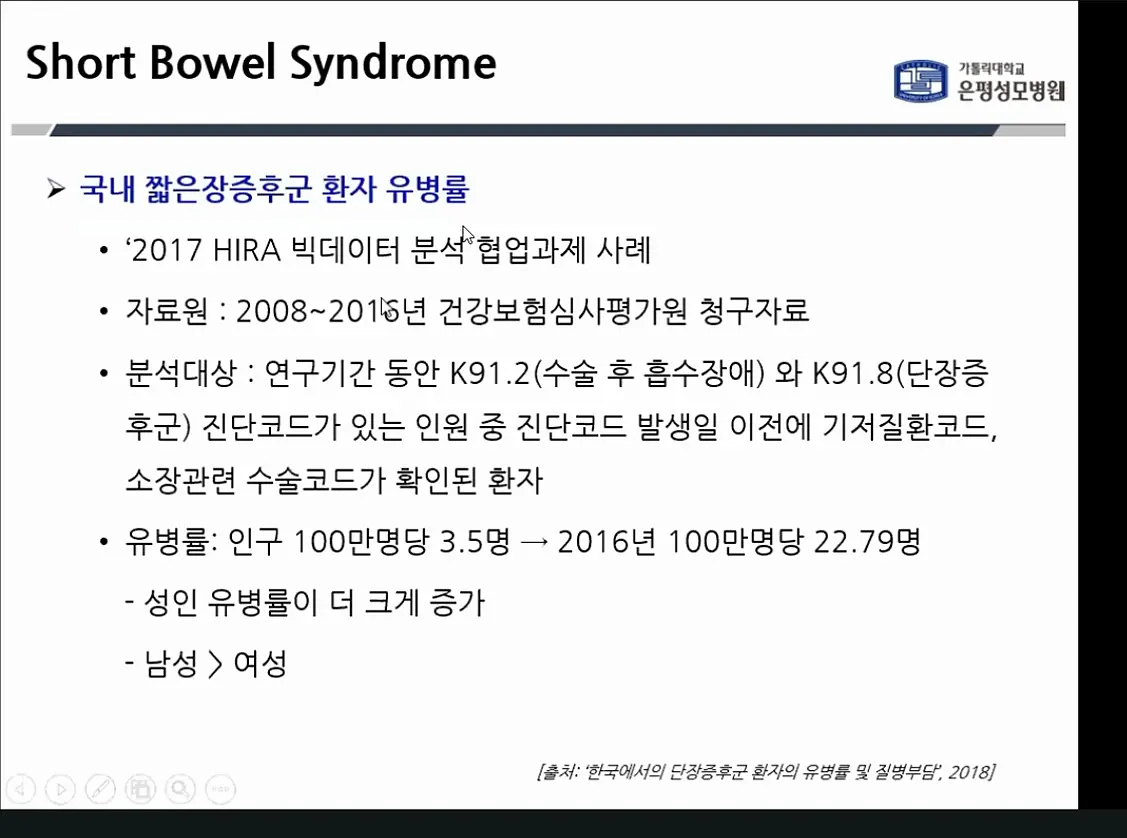 Short Bowel Syndrome
가톨릭대학교
은평성모병원
➢ 국내 짧은장증후군 환자 유병률
• ‘2017 HIRA 빅데이터 분석 협업과제 사례
• 자료원 : 2008~2016년 건강보험심사평가원 청구자료
• 분석대상 : 연구기간 동안 K91.2(수술 후 흡수장애) 와 K91.8(단장증
후군) 진단코드가 있는 인원 중 진단코드 발생일 이전에 기저질환코드,
소장관련 수술코드가 확인된 환자
• 유병률: 인구 100만명당 3.5명 → 2016년 100만명당 22.79명
- 성인 유병률이 더 크게 증가
- 남성 > 여성
[출처: ‘한국에서의 단장증후군 환자의 유병률 및 질병부담’, 2018]